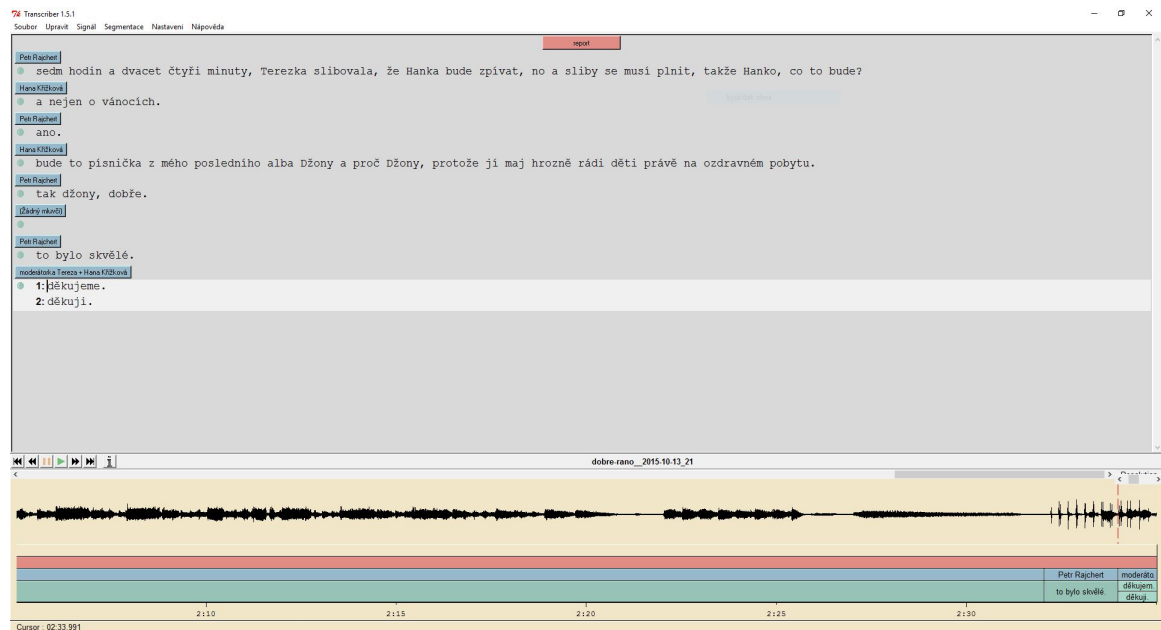 Transcriber 1.5.1
Soubor Upravit Signál Segmentace Nastavení Nápověda
report
Petr Rajchert
sedm hodin a dvacet čtyři minuty, Terezka slibovala, že Hanka bude zpívat, no a sliby se musí plnit, takže Hanko, co to bude?
Hana Křížková
a nejen o vánocích.
Petr Rajchert
ano.
Hana Křížková
bude to písnička z mého posledního alba Džony a proč Džony, protože jí maj hrozně rádi děti právě na ozdravném pobytu.
Petr Rajchert
tak džony, dobře.
(Žádný mluvčí)
Petr Rajchert
to bylo skvělé.
moderátorka Tereza + Hana Křížková
1: děkujeme.
2: děkuji.
dobre-rano__2015-10-13_21
Petr Rajchert moderáto
to bylo skvělé. děkujem.
děkuji.
2:10 2:15 2:20 2:25 2:30
Cursor : 02:33.991